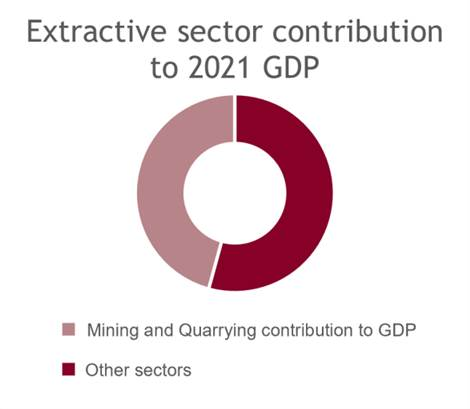 Extractive sector contribution
to 2021 GDP
Mining and Quarrying contribution to GDP
Other sectors